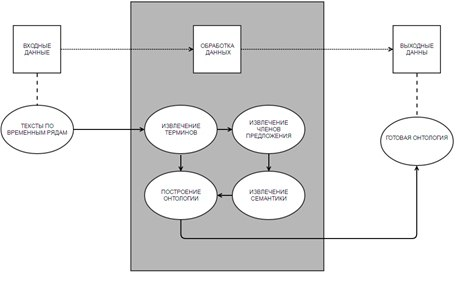 ВХОДНЫЕ
ДАННЫЕ
ОБРАБОТКА
ДАННЫХ
ВЫХОДНЫЕ
ДАННЫ
ТЕКСТЫ ПО
ВРЕМЕННЫМ РЯДАМ
ИЗВЛЕЧЕНИЕ
ТЕРМИНОВ
ИЗВЛЕЧЕНИЕ
ЧЛЕНОВ
ПРЕДЛОЖЕНИЯ
ГОТОВАЯ ОНТОЛОГИЯ
ПОСТРОЕНИЕ
ОНТОЛОГИИ
ИЗВЛЕЧЕНИЕ
СЕМАНТИКИ